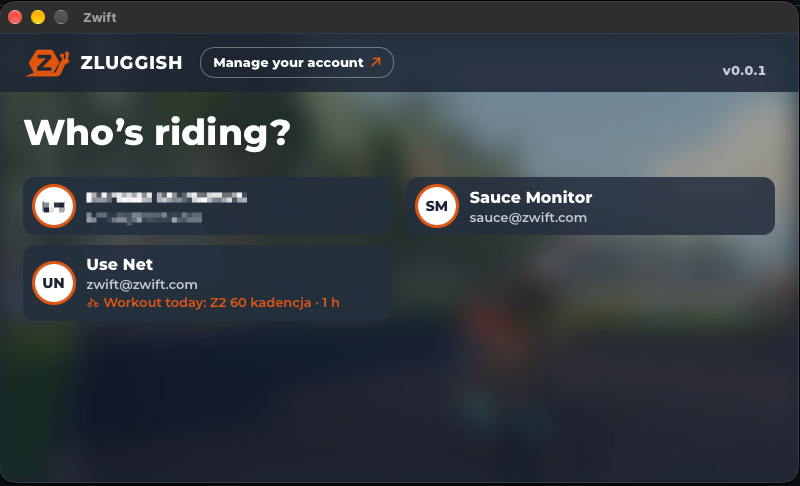 Zwift
ZLUGGISH
Manage your account
v0.0.1
Who's riding?
SM
Sauce Monitor
sauce@zwift.com
UN
Use Net
zwift@zwift.com
Workout today: Z2 60 kadencja · 1 h